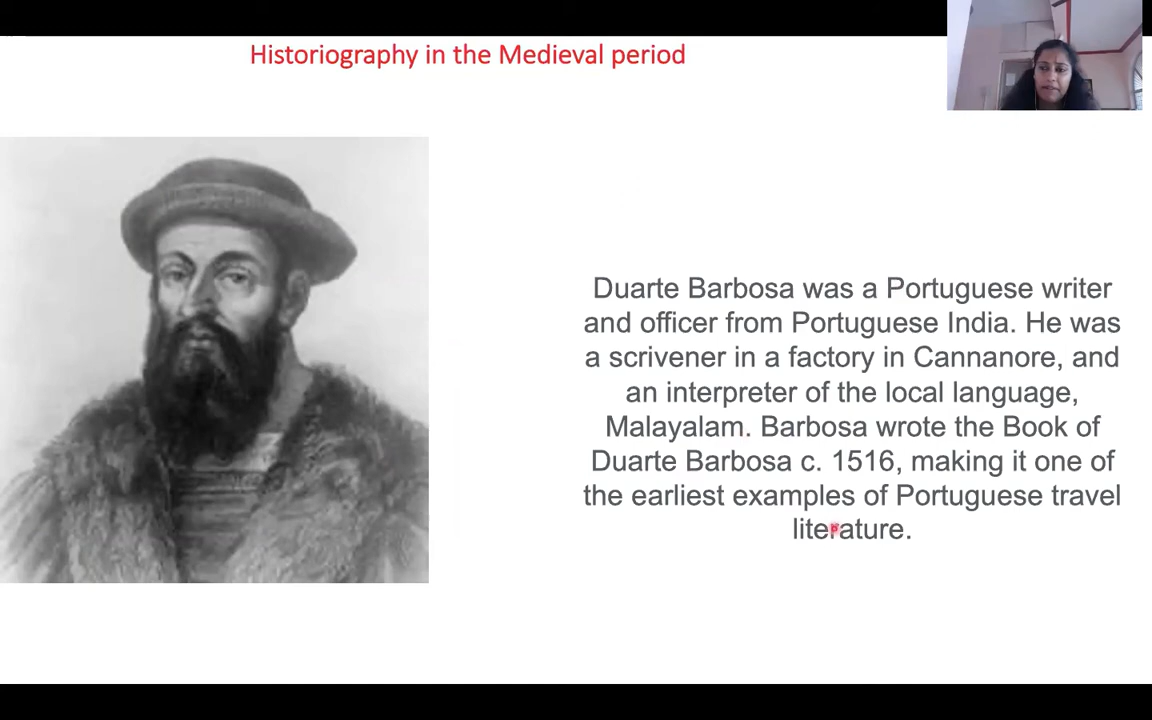 Historiography in the Medieval period
Duarte Barbosa was a Portuguese writer
and officer from Portuguese India. He was
a scrivener in a factory in Cannanore, and
an interpreter of the local language,
Malayalam. Barbosa wrote the Book of
Duarte Barbosa c. 1516, making it one of
the earliest examples of Portuguese travel
literature.